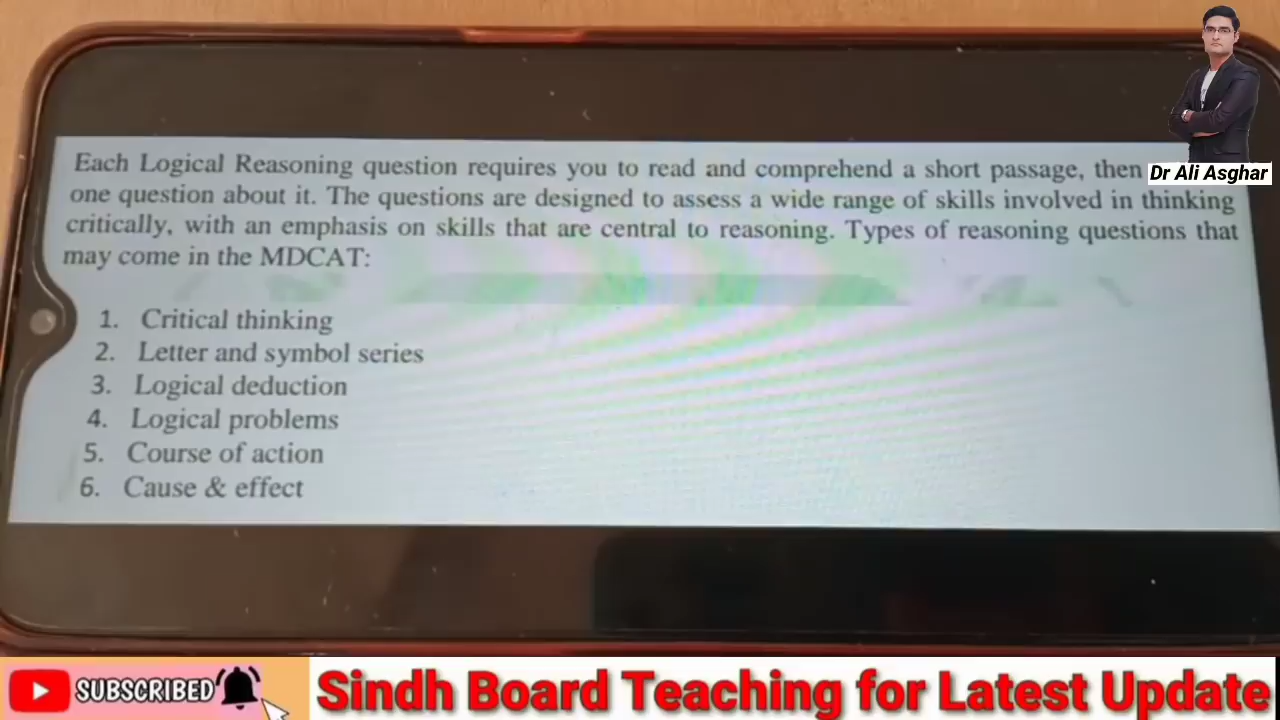 Each Logical Reasoning question requires you to read and comprehend a short passage, then
one question about it. The questions are designed to assess a wide range of skills involved in thinking
critically, with an emphasis on skills that are central to reasoning. Types of reasoning questions that
may come in the MDCAT:
1. Critical thinking
2. Letter and symbol series
3. Logical deduction
4. Logical problems
5. Course of action
6. Cause & effect
Dr Ali Asghar
SUBSCRIBED
Sindh Board Teaching for Latest Update